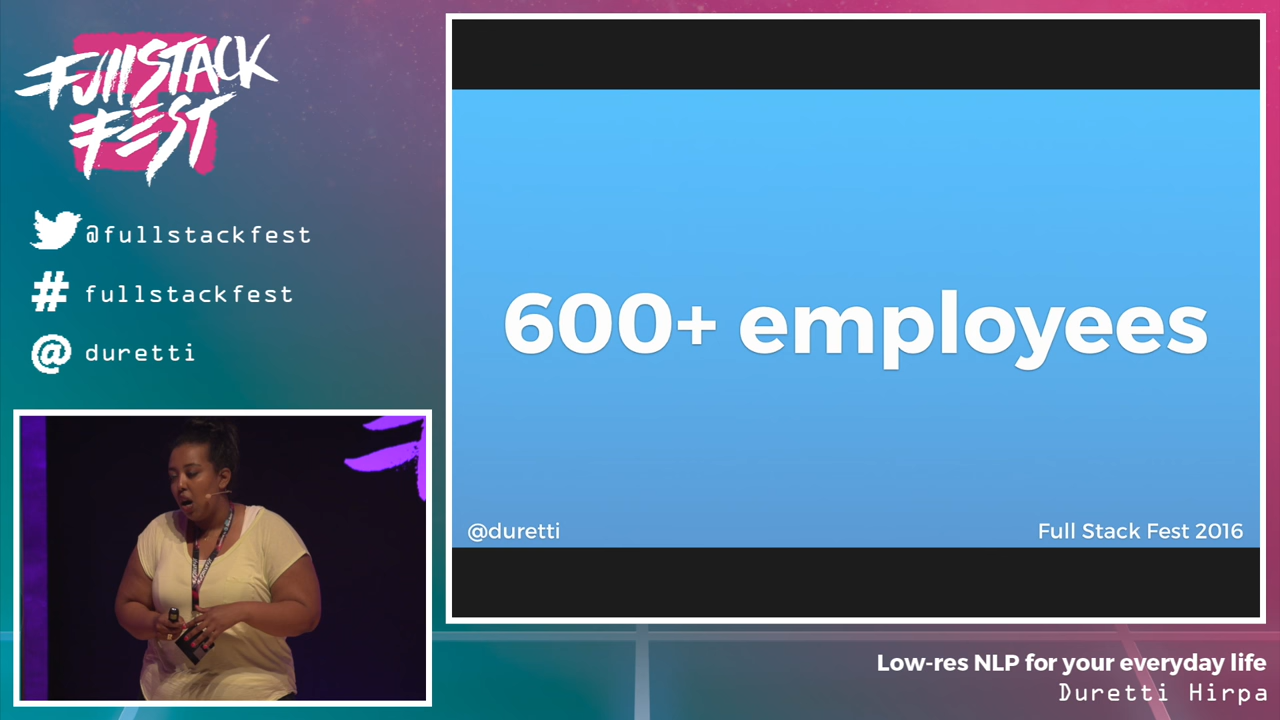 Full STACK
FEST
@fullstackfest
# fullstackfest
@ duretti
600+ employees
@duretti
Full Stack Fest 2016
Low-res NLP for your everyday life
Duretti Hirpa